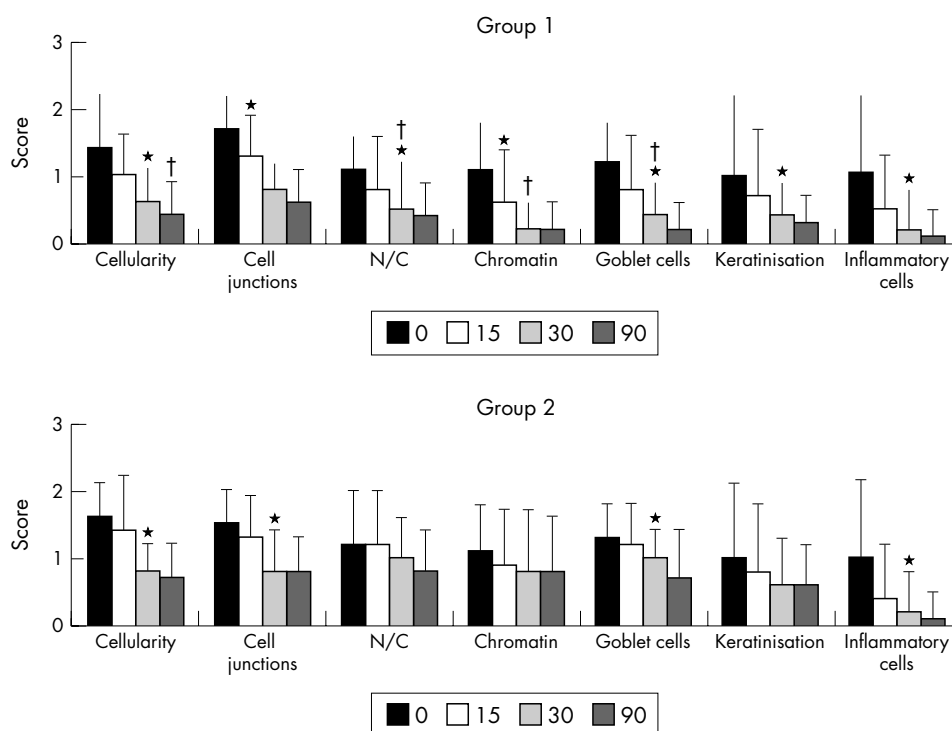 Group 1
3
2
1
0
Score
★ † ★ † ★ ★ † † ★ ★ ★
Cellularity Cell junctions N/C Chromatin Goblet cells Keratinisation Inflammatory cells
0 15 30 90
Group 2
3
2
1
0
Score
★ ★ ★ ★
Cellularity Cell junctions N/C Chromatin Goblet cells Keratinisation Inflammatory cells
0 15 30 90